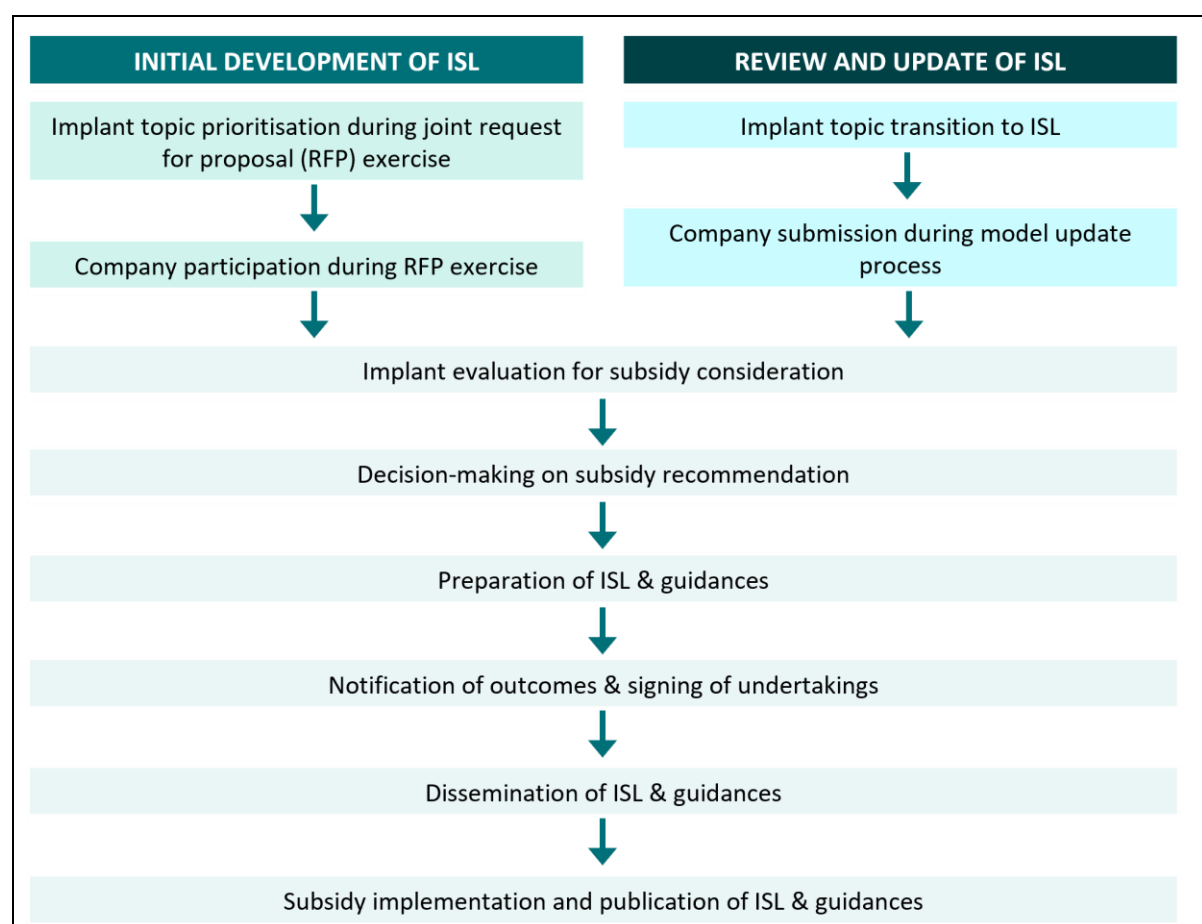 INITIAL DEVELOPMENT OF ISL
Implant topic prioritisation during joint request
for proposal (RFP) exercise
Company participation during RFP exercise
REVIEW AND UPDATE OF ISL
Implant topic transition to ISL
Company submission during model update
process
Implant evaluation for subsidy consideration
Decision-making on subsidy recommendation
Preparation of ISL & guidances
Notification of outcomes & signing of undertakings
Dissemination of ISL & guidances
Subsidy implementation and publication of ISL & guidances